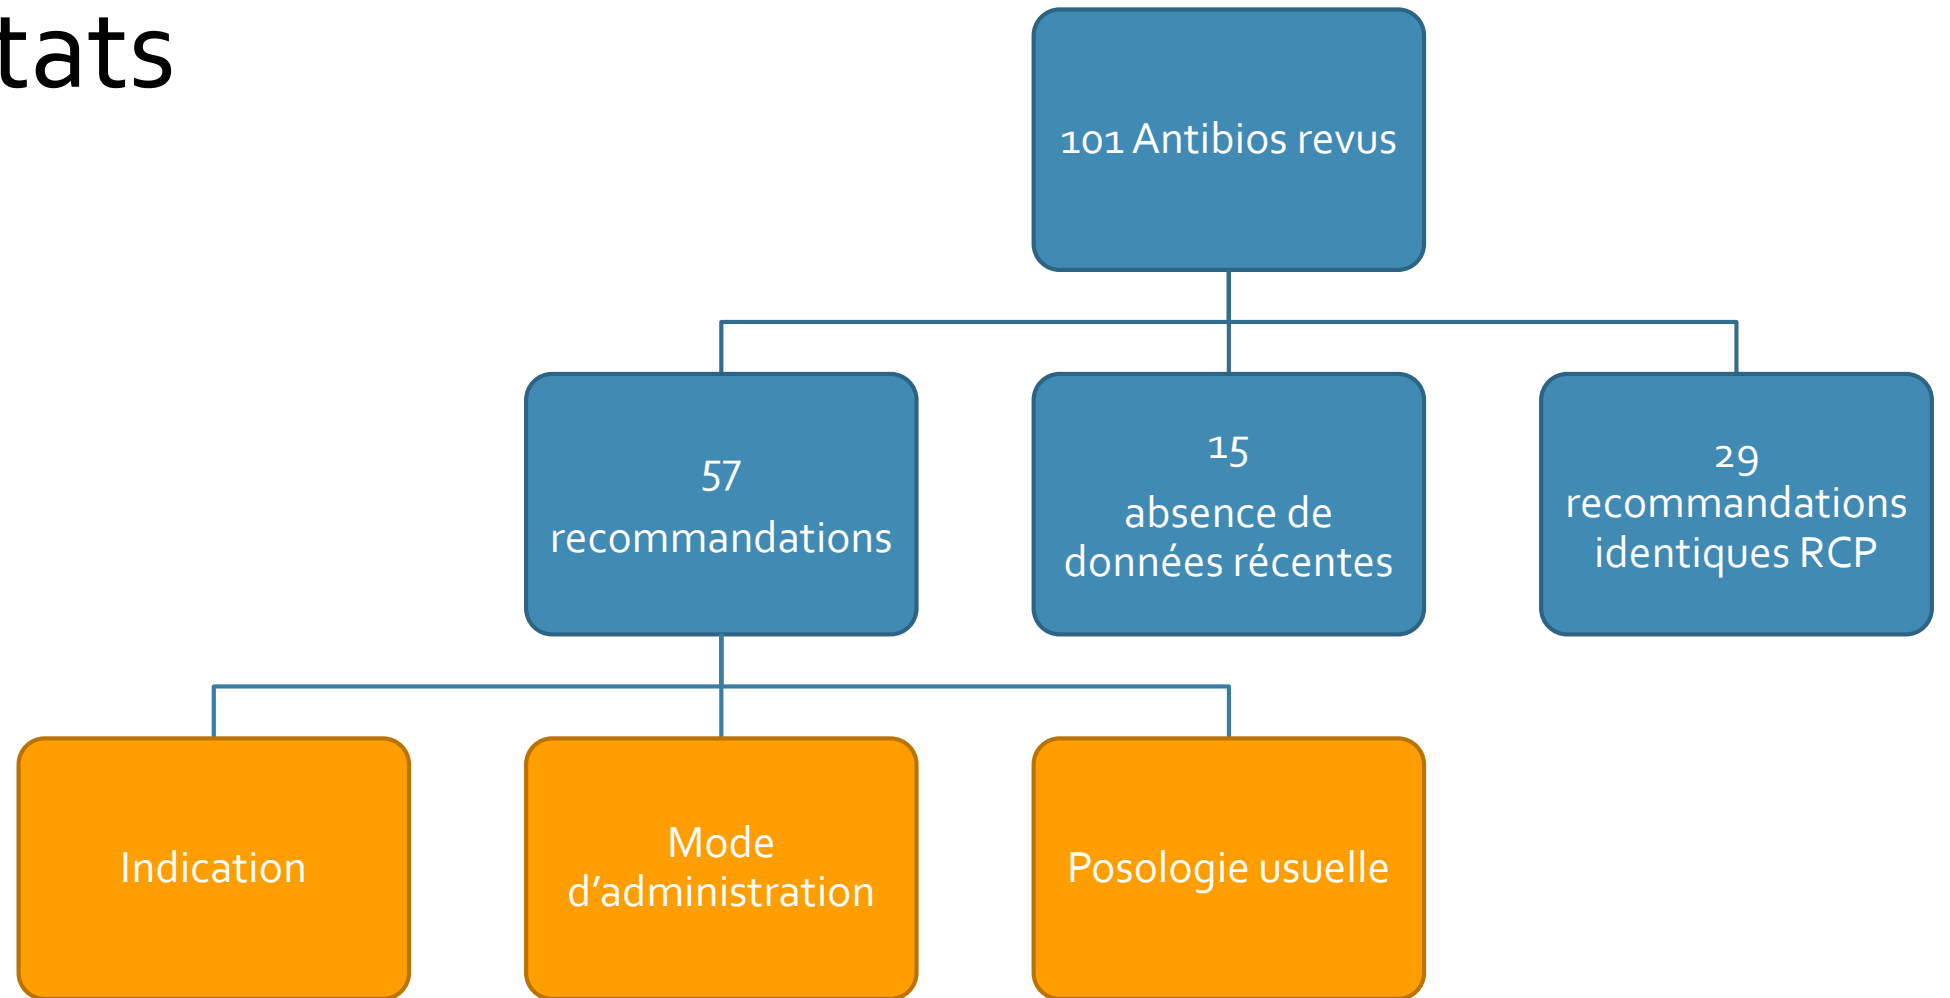 tats
101 Antibios revus
57
recommandations
15
absence de
données récentes
29
recommandations
identiques RCP
Indication
Mode
d’administration
Posologie usuelle